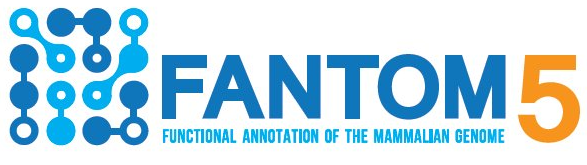 FANTOM5
FUNCTIONAL ANNOTATION OF THE MAMMALIAN GENOME